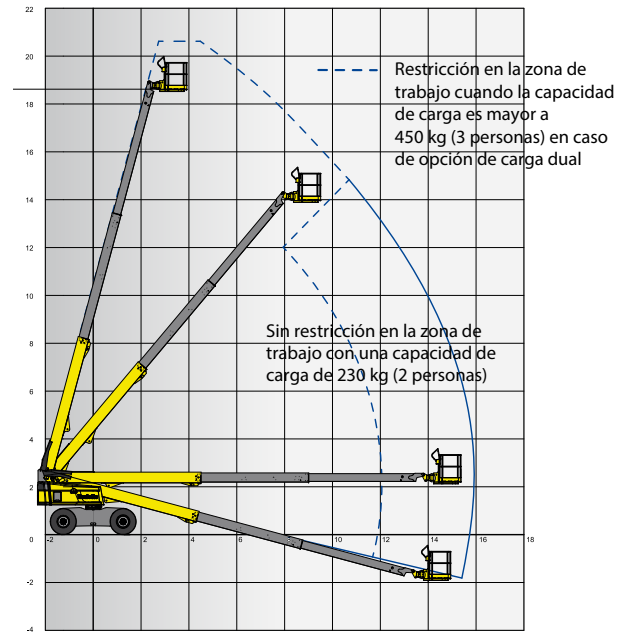 22
20
18
16
14
12
10
8
6
4
2
0
-2
-4
-2 0 2 4 6 8 10 12 14 16 18
Restricción en la zona de
trabajo cuando la capacidad
de carga es mayor a
450 kg (3 personas) en caso
de opción de carga dual
Sin restricción en la zona de
trabajo con una capacidad de
carga de 230 kg (2 personas)